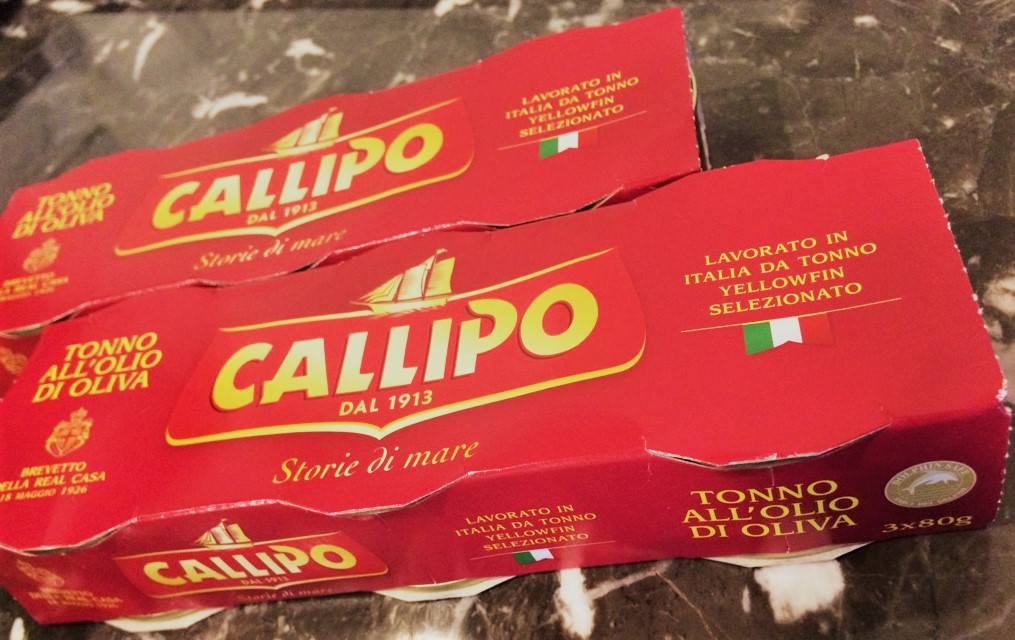 TONNO
ALL'OLIO
DI OLIVA
BREVETTO
CALLIPO
DAL 1913
Storie di mare
LAVORATO IN
ITALIA DA TONNO
YELLOWFIN
SELEZIONATO
TONNO
ALL'OLIO
DI OLIVA
BREVETTO
DELLA REAL CASA
18 MAGGIO 1926
CALLIPO
DAL 1913
Storie di mare
LAVORATO IN
ITALIA DA TONNO
YELLOWFIN
SELEZIONATO
CALLIPO
DAL 1913
Storie di mare
LAVORATO IN
ITALIA DA TONNO
YELLOWFIN
SELEZIONATO
TONNO
ALL'OLIO
DI OLIVA
DOLPHIN SAFE
3x80g